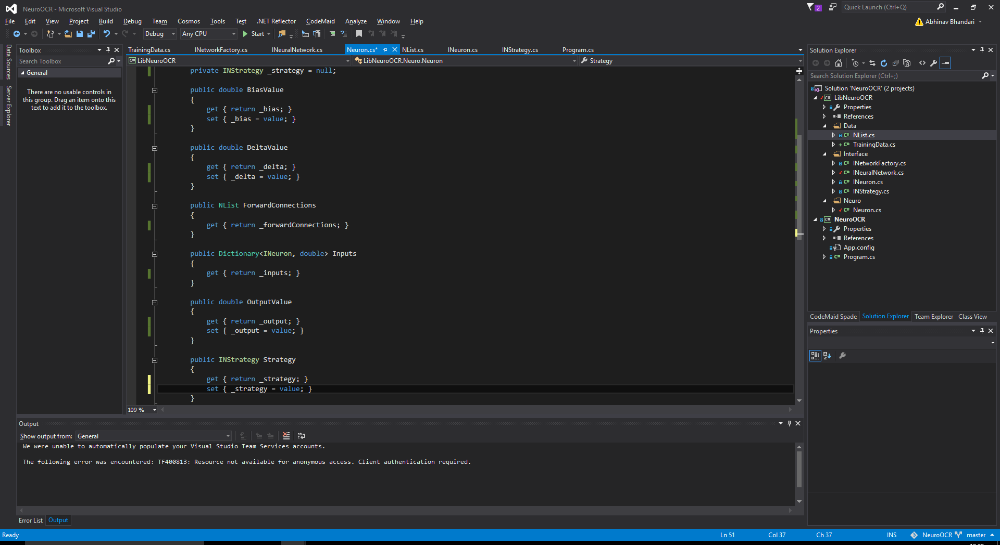 NeuroOCR - Microsoft Visual Studio
2
Quick Launch (Ctrl+Q)
File Edit View Project Build Debug Team Cosmos Tools Test .NET Reflector CodeMaid Analyze Window Help
Abhinav Bhandari
Debug Any CPU Start
Data Sources
Server Explorer
Toolbox
Search Toolbox
General
There are no usable controls in
this group. Drag an item onto this
text to add it to the toolbox.
TrainingData.cs INetworkFactory.cs INeuralNetwork.cs Neuron.cs* NList.cs INeuron.cs INStrategy.cs Program.cs
LibNeuroOCR LibNeuroOCR.Neuro.Neuron Strategy
private INStrategy _strategy = null;
public double BiasValue
{
get { return _bias; }
set { _bias = value; }
}
public double DeltaValue
{
get { return _delta; }
set { _delta = value; }
}
public NList ForwardConnections
{
get { return _forwardConnections; }
}
public Dictionary<INeuron, double> Inputs
{
get { return _inputs; }
}
public double OutputValue
{
get { return _output; }
set { _output = value; }
}
public INStrategy Strategy
{
get { return _strategy; }
set { _strategy = value; }
}
109 %
Output
Show output from: General
We were unable to automatically populate your Visual Studio Team Services accounts.
The following error was encountered: TF400813: Resource not available for anonymous access. Client authentication required.
Error List Output
Solution Explorer
Search Solution Explorer (Ctrl+;)
Solution 'NeuroOCR' (2 projects)
LibNeuroOCR
Properties
References
Data
NList.cs
TrainingData.cs
Interface
INetworkFactory.cs
INeuralNetwork.cs
INeuron.cs
INStrategy.cs
Neuro
Neuron.cs
NeuroOCR
Properties
References
App.config
Program.cs
CodeMaid Spade Solution Explorer Team Explorer Class View
Properties
Ready Ln 51 Col 37 Ch 37 INS NeuroOCR master